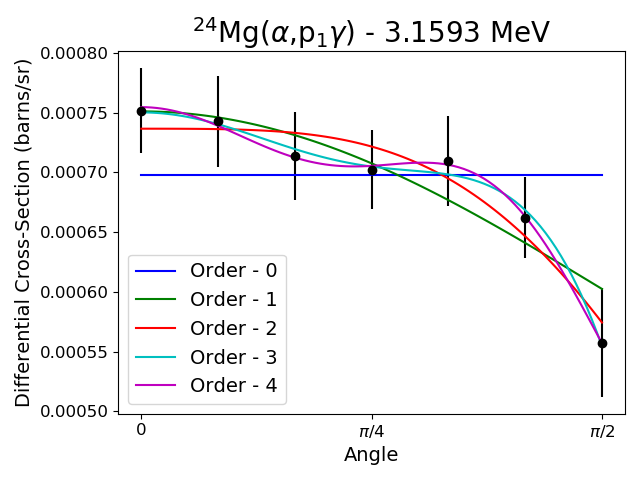 ²⁴Mg(α,p₁γ) - 3.1593 MeV
Differential Cross-Section (barns/sr)
0.00080
0.00075
0.00070
0.00065
0.00060
0.00055
0.00050
Order - 0
Order - 1
Order - 2
Order - 3
Order - 4
0
π/4
π/2
Angle